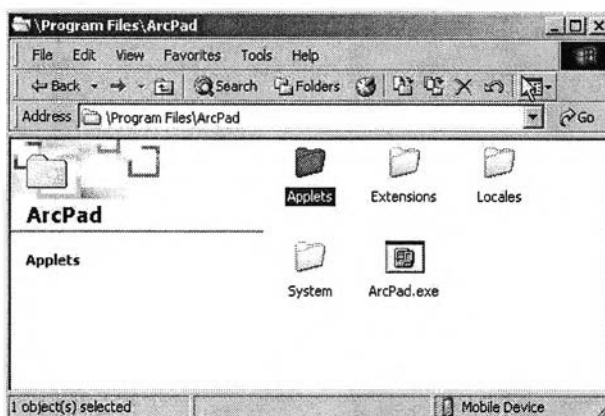 \Program Files\ArcPad
File Edit View Favorites Tools Help
Back Search Folders
Address \Program Files\ArcPad Go
ArcPad
Applets
Applets Extensions Locales
System ArcPad.exe
1 object(s) selected Mobile Device